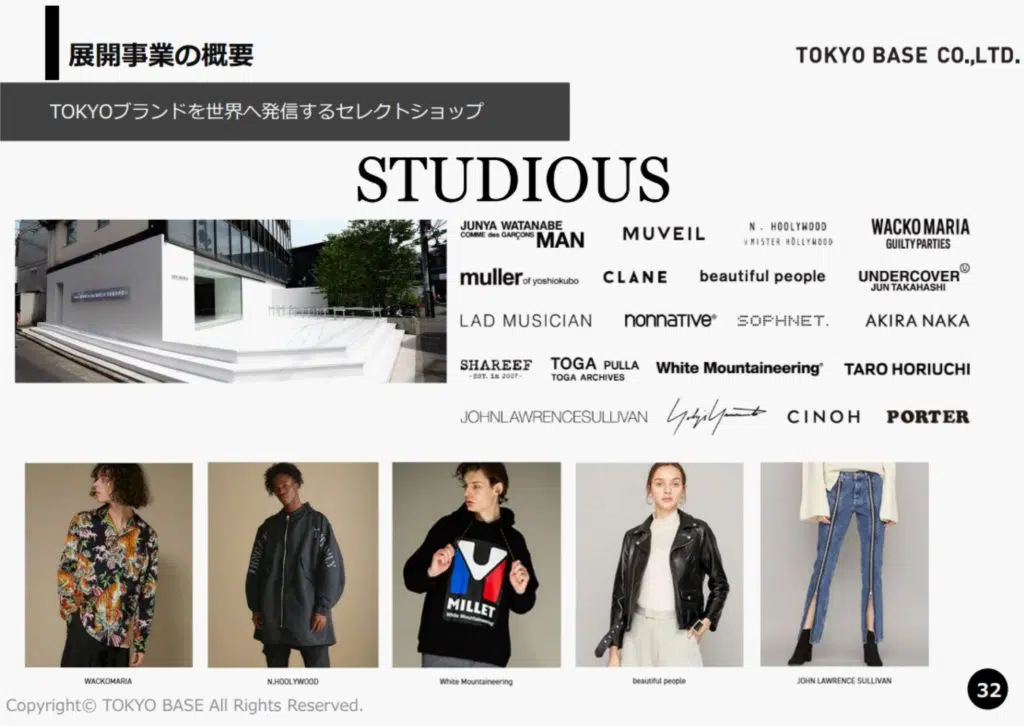 展開事業の概要
TOKYO BASE CO.,LTD.
TOKYOブランドを世界へ発信するセレクトショップ
STUDIOUS
JUNYA WATANABE
COMME des GARÇONS MAN
MUVEIL
N. HOOLYWOOD
MISTER HÖLLYWOOD
WACKO MARIA
GUILTY PARTIES
muller of yoshiokubo
CLANE
beautiful people
UNDERCOVER
JUN TAKAHASHI
LAD MUSICIAN
nonnative®
SOPHNET.
AKIRA NAKA
SHAREEF
-EST. in 2007-
TOGA PULLA
TOGA ARCHIVES
White Mountaineering®
TARO HORIUCHI
JOHN LAWRENCE SULLIVAN
Yohji Yamamoto
CINOH
PORTER
MILLET
White Mountaineering
WACKOMARIA
N.HOOLYWOOD
White Mountaineering
beautiful people
JOHN LAWRENCE SULLIVAN
Copyright© TOKYO BASE All Rights Reserved.
32